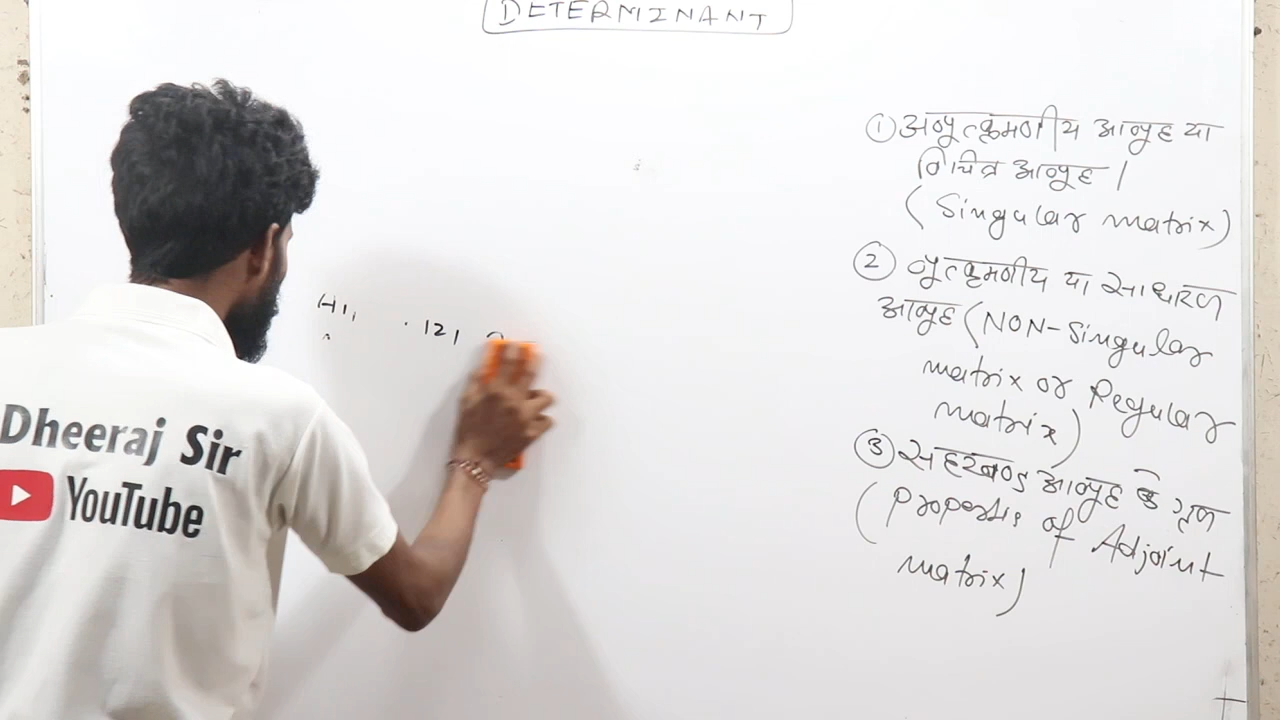 DETERMINANT
① अव्युत्क्रमणीय आव्यूह या
विचित्र आव्यूह |
(Singular matrix)
② व्युत्क्रमणीय या साधारण
आव्यूह (NON-Singular
matrix or Regular
matrix)
③ सहखण्ड आव्यूह के गुण
(Properties of Adjoint
matrix)
Dheeraj Sir
YouTube